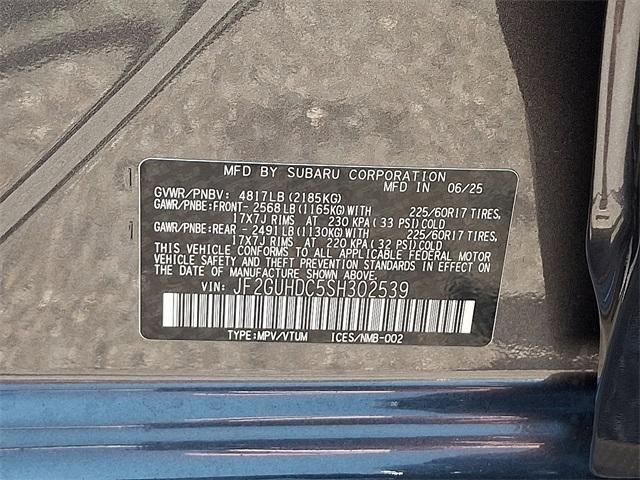 MFD BY SUBARU CORPORATION
MFD IN 06/25
GVWR/PNBV: 4817LB (2185KG)
GAWR/PNBE:FRONT- 2568LB(1165KG)WITH 225/60R17 TIRES,
17X7J RIMS AT 230 KPA(33 PSI)COLD
GAWR/PNBE:REAR - 2491LB(1130KG)WITH 225/60R17 TIRES,
17X7J RIMS AT 220 KPA(32 PSI)COLD
THIS VEHICLE CONFORMS TO ALL APPLICABLE FEDERAL MOTOR
VEHICLE SAFETY AND THEFT PREVENTION STANDARDS IN EFFECT ON
THE DATE OF MANUFACTURE SHOWN ABOVE.
VIN: JF2GUHDC5SH302539
TYPE:MPV/VTUM ICES/NMB-002